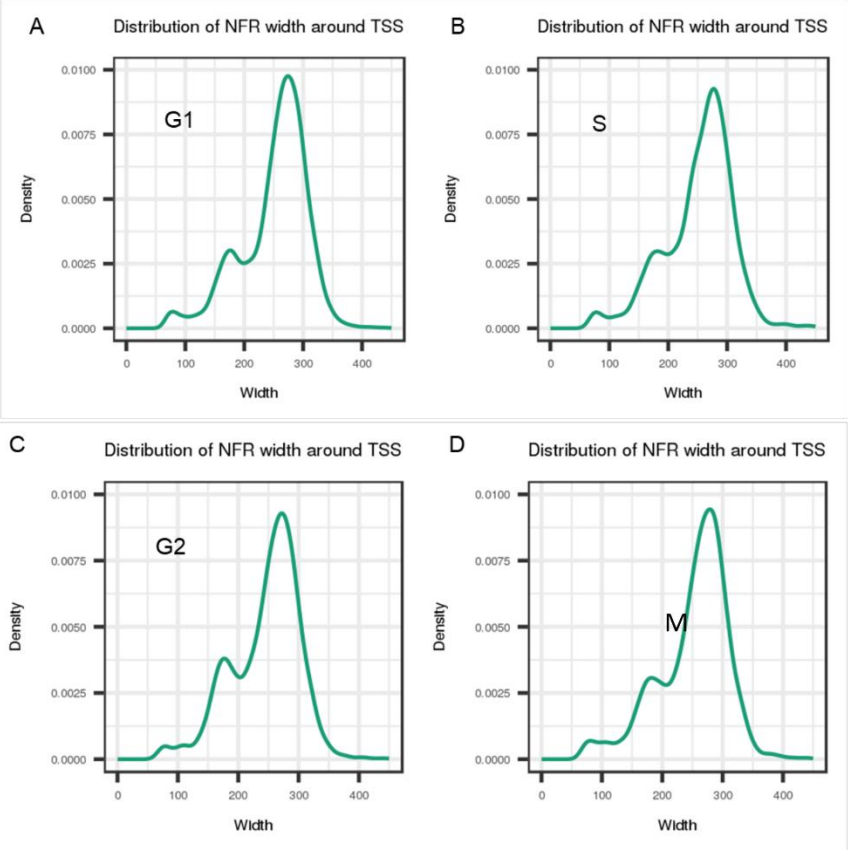 A
Distribution of NFR width around TSS
G1
Density
0.0100
0.0075
0.0050
0.0025
0.0000
0 100 200 300 400
Width
B
Distribution of NFR width around TSS
S
Density
0.0100
0.0075
0.0050
0.0025
0.0000
0 100 200 300 400
Width
C
Distribution of NFR width around TSS
G2
Density
0.0100
0.0075
0.0050
0.0025
0.0000
0 100 200 300 400
Width
D
Distribution of NFR width around TSS
M
Density
0.0100
0.0075
0.0050
0.0025
0.0000
0 100 200 300 400
Width